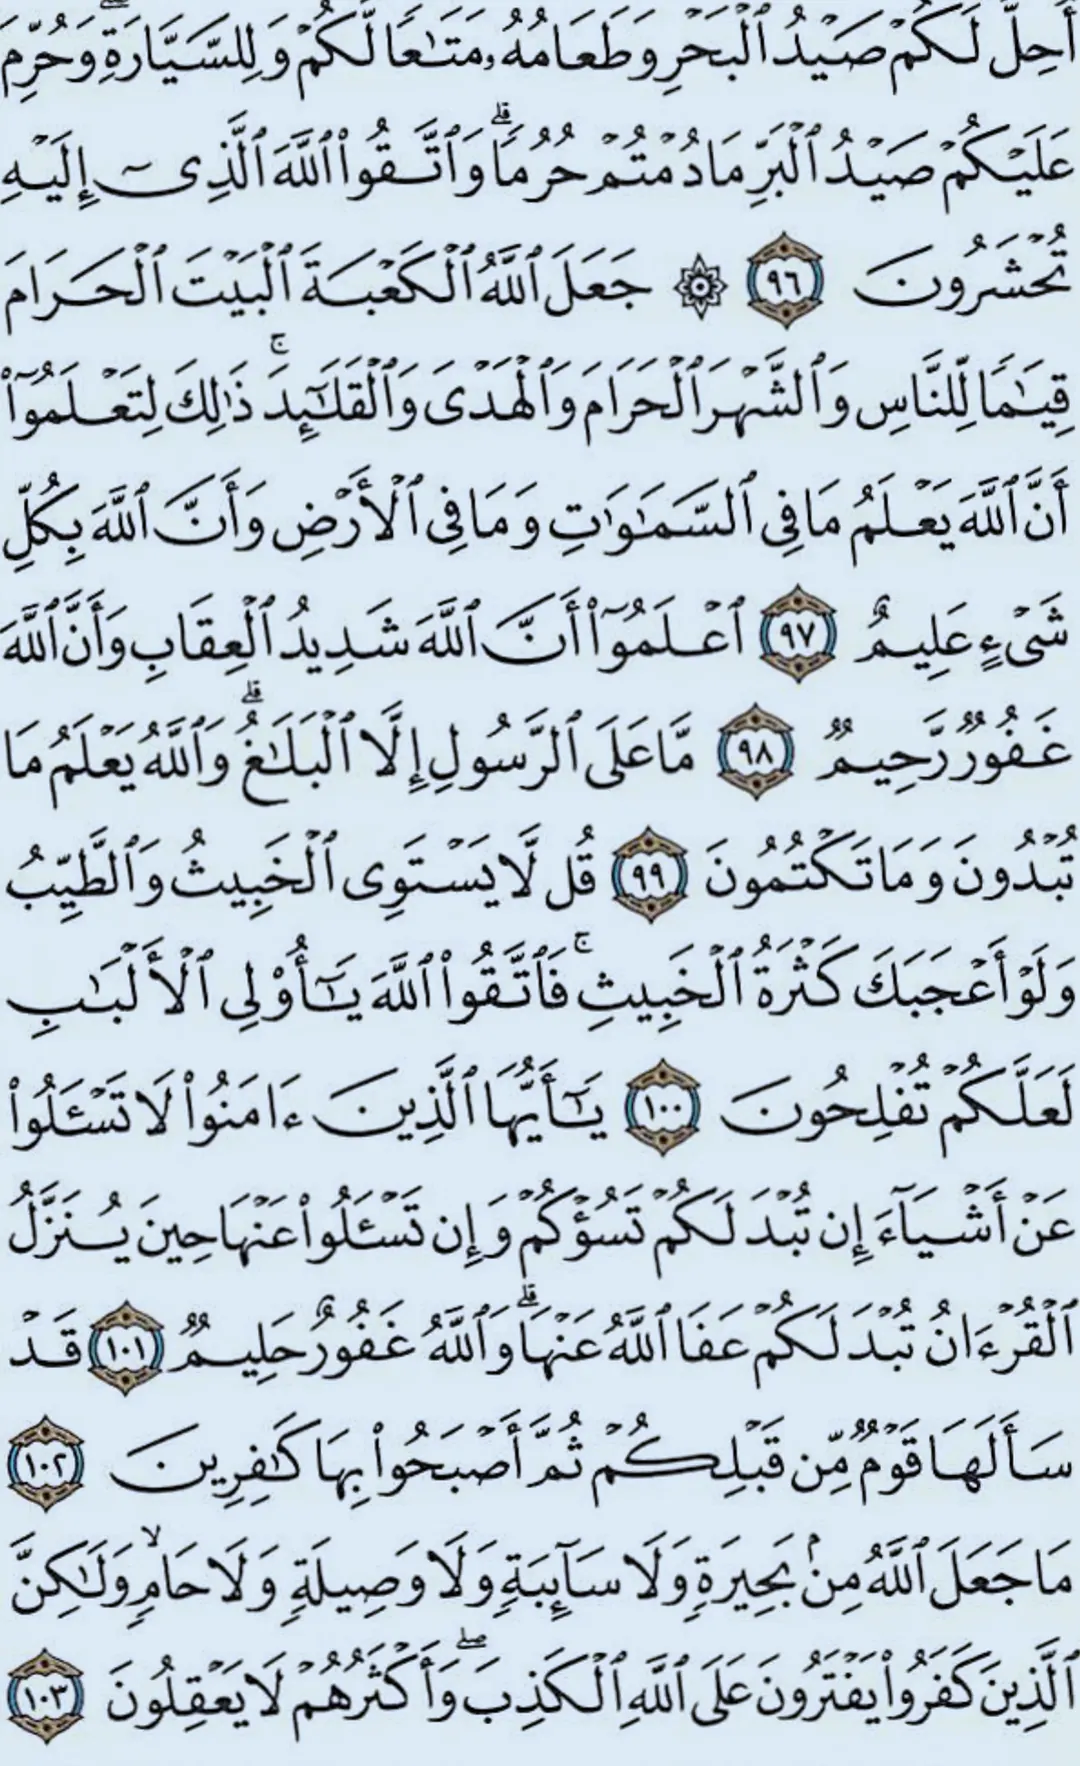 أُحِلَّ لَكُمْ صَيْدُ ٱلْبَحْرِ وَطَعَامُهُۥ مَتَٰعًا لَّكُمْ وَلِلسَّيَّارَةِۖ وَحُرِّمَ
عَلَيْكُمْ صَيْدُ ٱلْبَرِّ مَا دُمْتُمْ حُرُمًاۗ وَٱتَّقُوا۟ ٱللَّهَ ٱلَّذِىٓ إِلَيْهِ
تُحْشَرُونَ ٩٦ ۞ جَعَلَ ٱللَّهُ ٱلْكَعْبَةَ ٱلْبَيْتَ ٱلْحَرَامَ
قِيَٰمًا لِّلنَّاسِ وَٱلشَّهْرَ ٱلْحَرَامَ وَٱلْهَدْىَ وَٱلْقَلَٰٓئِدَۚ ذَٰلِكَ لِتَعْلَمُوٓا۟
أَنَّ ٱللَّهَ يَعْلَمُ مَا فِى ٱلسَّمَٰوَٰتِ وَمَا فِى ٱلْأَرْضِ وَأَنَّ ٱللَّهَ بِكُلِّ
شَىْءٍ عَلِيمٌ ٩٧ ٱعْلَمُوٓا۟ أَنَّ ٱللَّهَ شَدِيدُ ٱلْعِقَابِ وَأَنَّ ٱللَّهَ
غَفُورٌ رَّحِيمٌ ٩٨ مَّا عَلَى ٱلرَّسُولِ إِلَّا ٱلْبَلَٰغُۗ وَٱللَّهُ يَعْلَمُ مَا
تُبْدُونَ وَمَا تَكْتُمُونَ ٩٩ قُل لَّا يَسْتَوِى ٱلْخَبِيثُ وَٱلطَّيِّبُ
وَلَوْ أَعْجَبَكَ كَثْرَةُ ٱلْخَبِيثِۚ فَٱتَّقُوا۟ ٱللَّهَ يَٰٓأُو۟لِى ٱلْأَلْبَٰبِ
لَعَلَّكُمْ تُفْلِحُونَ ١٠٠ يَٰٓأَيُّهَا ٱلَّذِينَ ءَامَنُوا۟ لَا تَسْـَٔلُوا۟
عَنْ أَشْيَآءَ إِن تُبْدَ لَكُمْ تَسُؤْكُمْ وَإِن تَسْـَٔلُوا۟ عَنْهَا حِينَ يُنَزَّلُ
ٱلْقُرْءَانُ تُبْدَ لَكُمْ عَفَا ٱللَّهُ عَنْهَاۗ وَٱللَّهُ غَفُورٌ حَلِيمٌ ١٠١ قَدْ
سَأَلَهَا قَوْمٌ مِّن قَبْلِكُمْ ثُمَّ أَصْبَحُوا۟ بِهَا كَٰفِرِينَ ١٠٢
مَا جَعَلَ ٱللَّهُ مِنۢ بَحِيرَةٍ وَلَا سَآئِبَةٍ وَلَا وَصِيلَةٍ وَلَا حَامٍۙ وَلَٰكِنَّ
ٱلَّذِينَ كَفَرُوا۟ يَفْتَرُونَ عَلَى ٱللَّهِ ٱلْكَذِبَۖ وَأَكْثَرُهُمْ لَا يَعْقِلُونَ ١٠٣